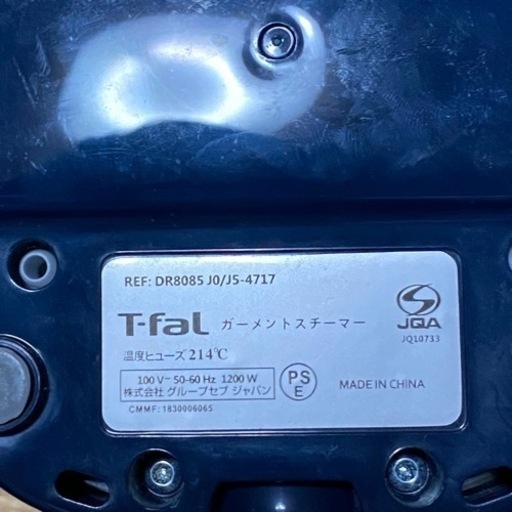 REF: DR8085 J0/J5-4717
T-faL ガーメントスチーマー
JQA
JQ10733
温度ヒューズ 214℃
100 V~ 50-60 Hz 1200 W
株式会社 グループセブ ジャパン
PS
E
MADE IN CHINA
CMMF: 1830006065